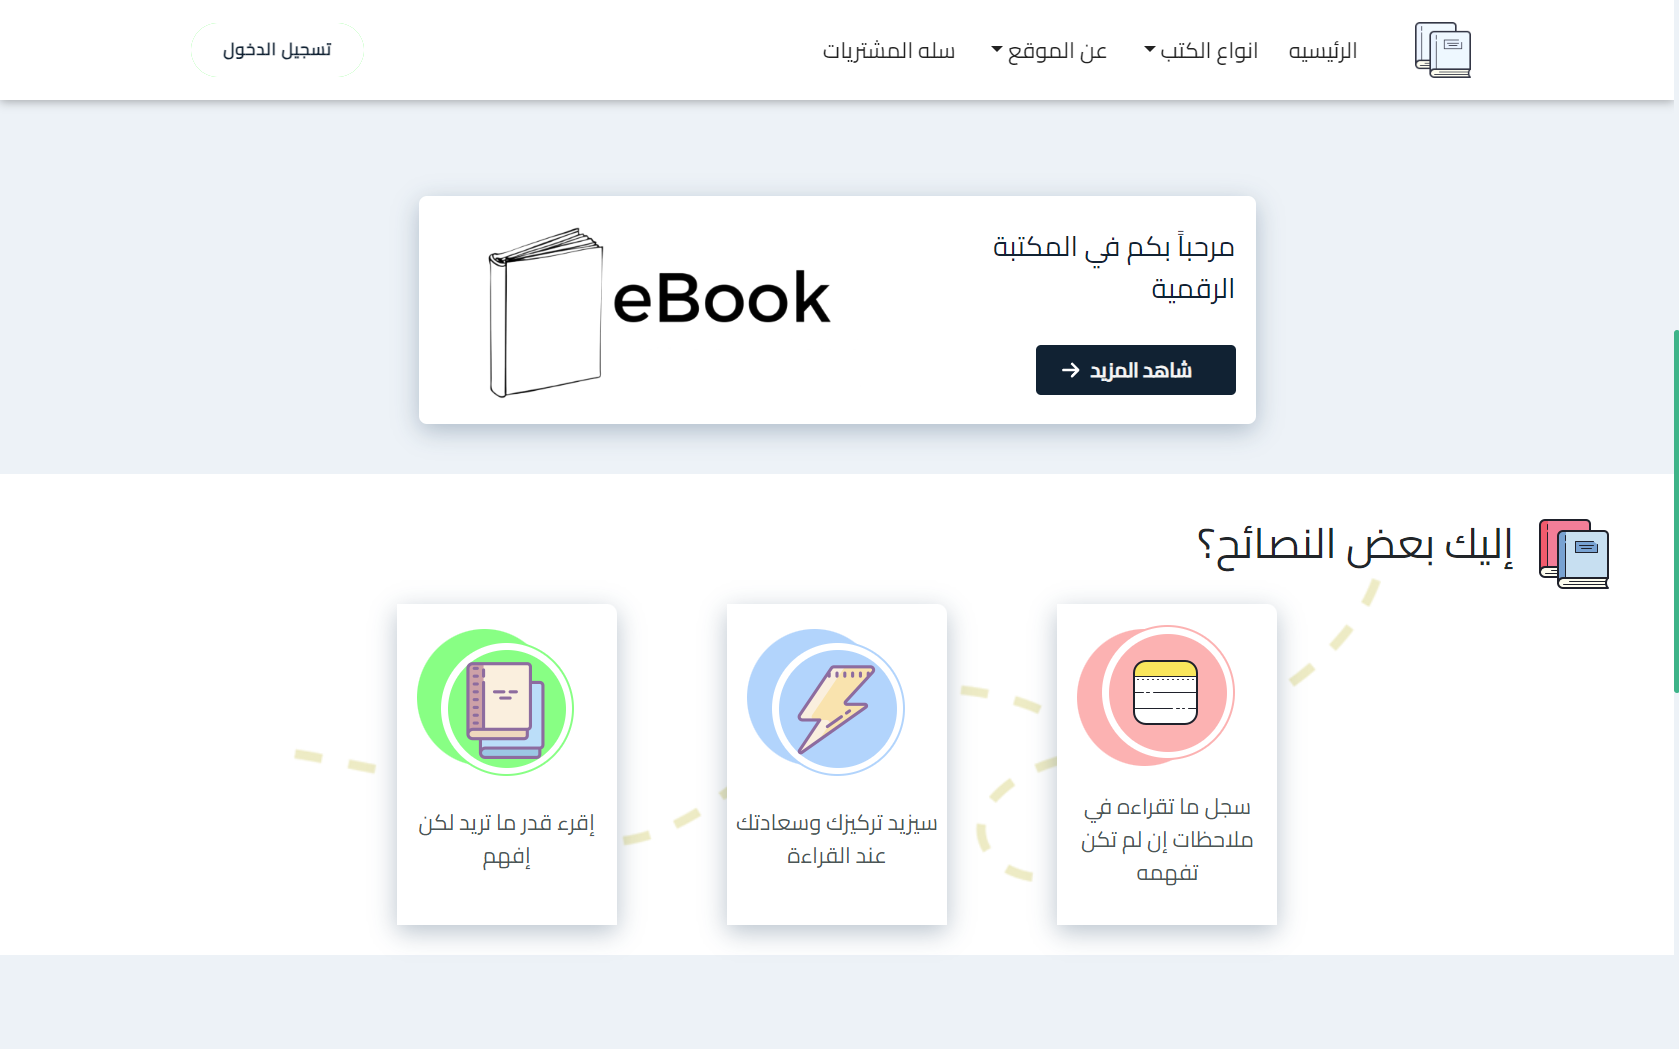 الرئيسيه
انواع الكتب
عن الموقع
سله المشتريات
تسجيل الدخول
مرحباً بكم في المكتبة
الرقمية
شاهد المزيد
eBook
إليك بعض النصائح؟
سجل ما تقراءه في
ملاحظات إن لم تكن
تفهمه
سيزيد تركيزك وسعادتك
عند القراءة
إقرء قدر ما تريد لكن
إفهم